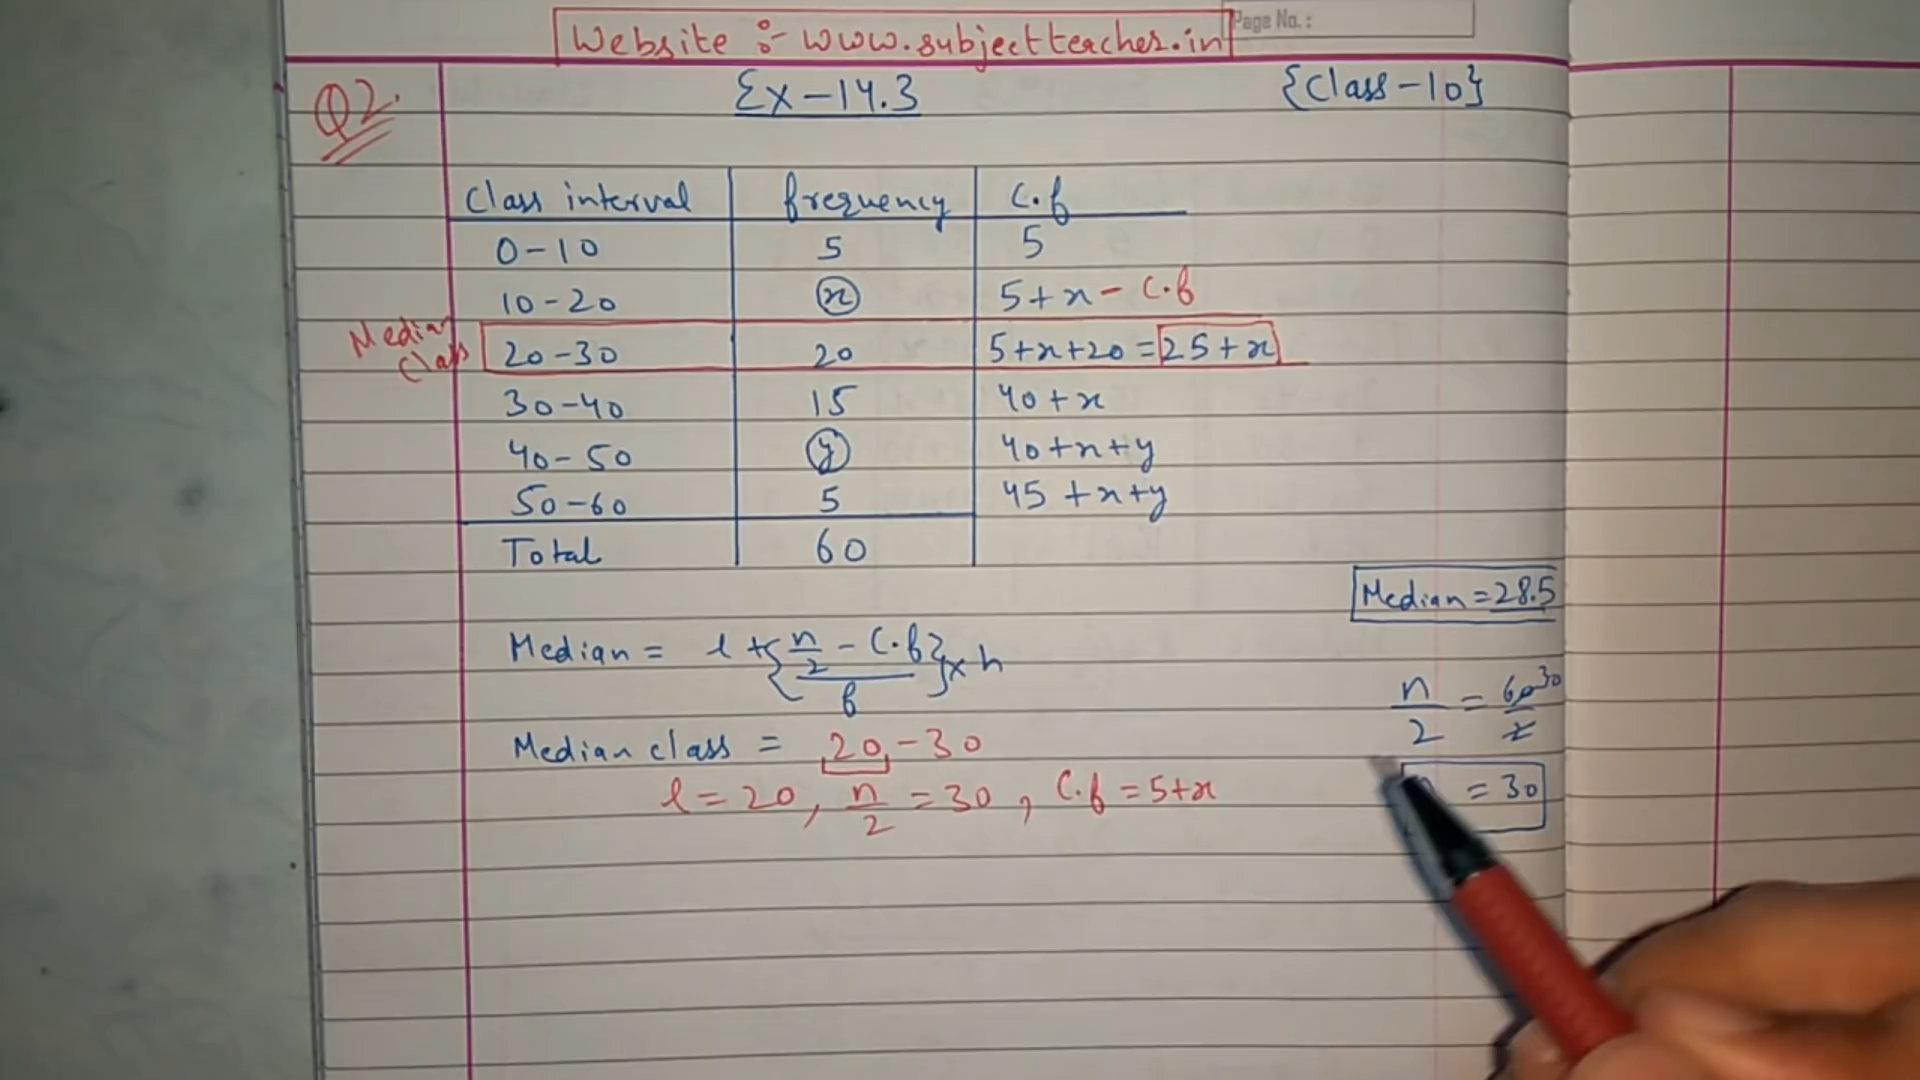 Page No. :
Website :- www.subjectteacher.in
Q2.
Ex-14.3
{Class-10}
Class interval frequency C.f
0-10 5 5
10-20 x 5+x - C.f
Median Class
20-30 20 5+x+20 = 25+x
30-40 15 40+x
40-50 y 40+x+y
50-60 5 45+x+y
Total 60
Median = 28.5
Median = l + {n/2 - C.f / f} x h
n/2 = 60/2 30
Median class = 20-30
l = 20, n/2 = 30, C.f = 5+x
= 30